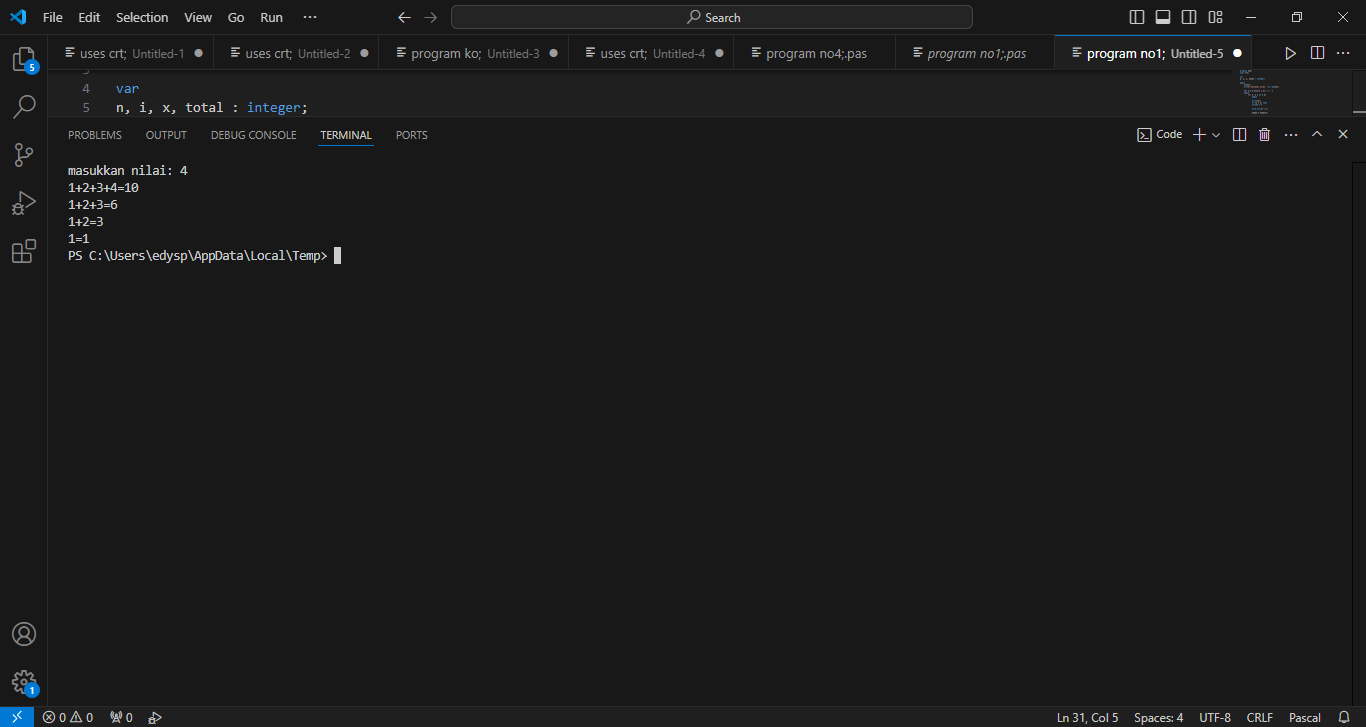 File Edit Selection View Go Run ··· Search
uses crt; Untitled-1 uses crt; Untitled-2 program ko; Untitled-3 uses crt; Untitled-4 program no4;.pas program no1;.pas program no1; Untitled-5
5
4 var
5 n, i, x, total : integer;
PROBLEMS OUTPUT DEBUG CONSOLE TERMINAL PORTS Code
masukkan nilai: 4
1+2+3+4=10
1+2+3=6
1+2=3
1=1
PS C:\Users\edysp\AppData\Local\Temp>
1
0 0 0 Ln 31, Col 5 Spaces: 4 UTF-8 CRLF Pascal